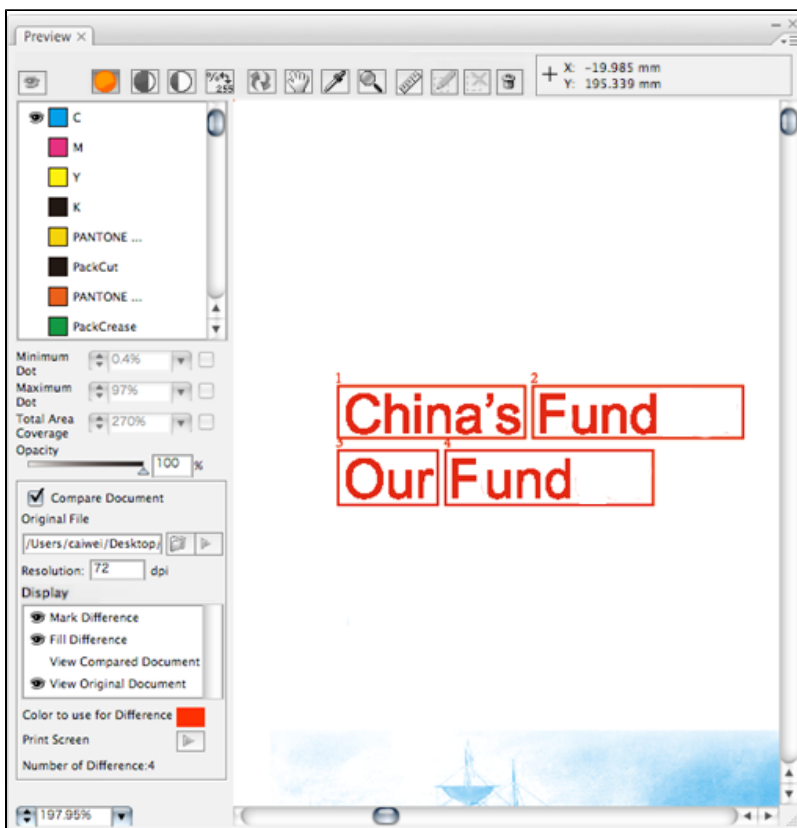 Preview ×
%
255
X: -19.985 mm
Y: 195.339 mm
C
M
Y
K
PANTONE ...
PackCut
PANTONE ...
PackCrease
Minimum Dot 0.4%
Maximum Dot 97%
Total Area Coverage 270%
Opacity
100 %
Compare Document
Original File
/Users/caiwei/Desktop/
Resolution: 72 dpi
Display
Mark Difference
Fill Difference
View Compared Document
View Original Document
Color to use for Difference
Print Screen
Number of Difference:4
197.95%
1 2
China's Fund
3 4
Our Fund